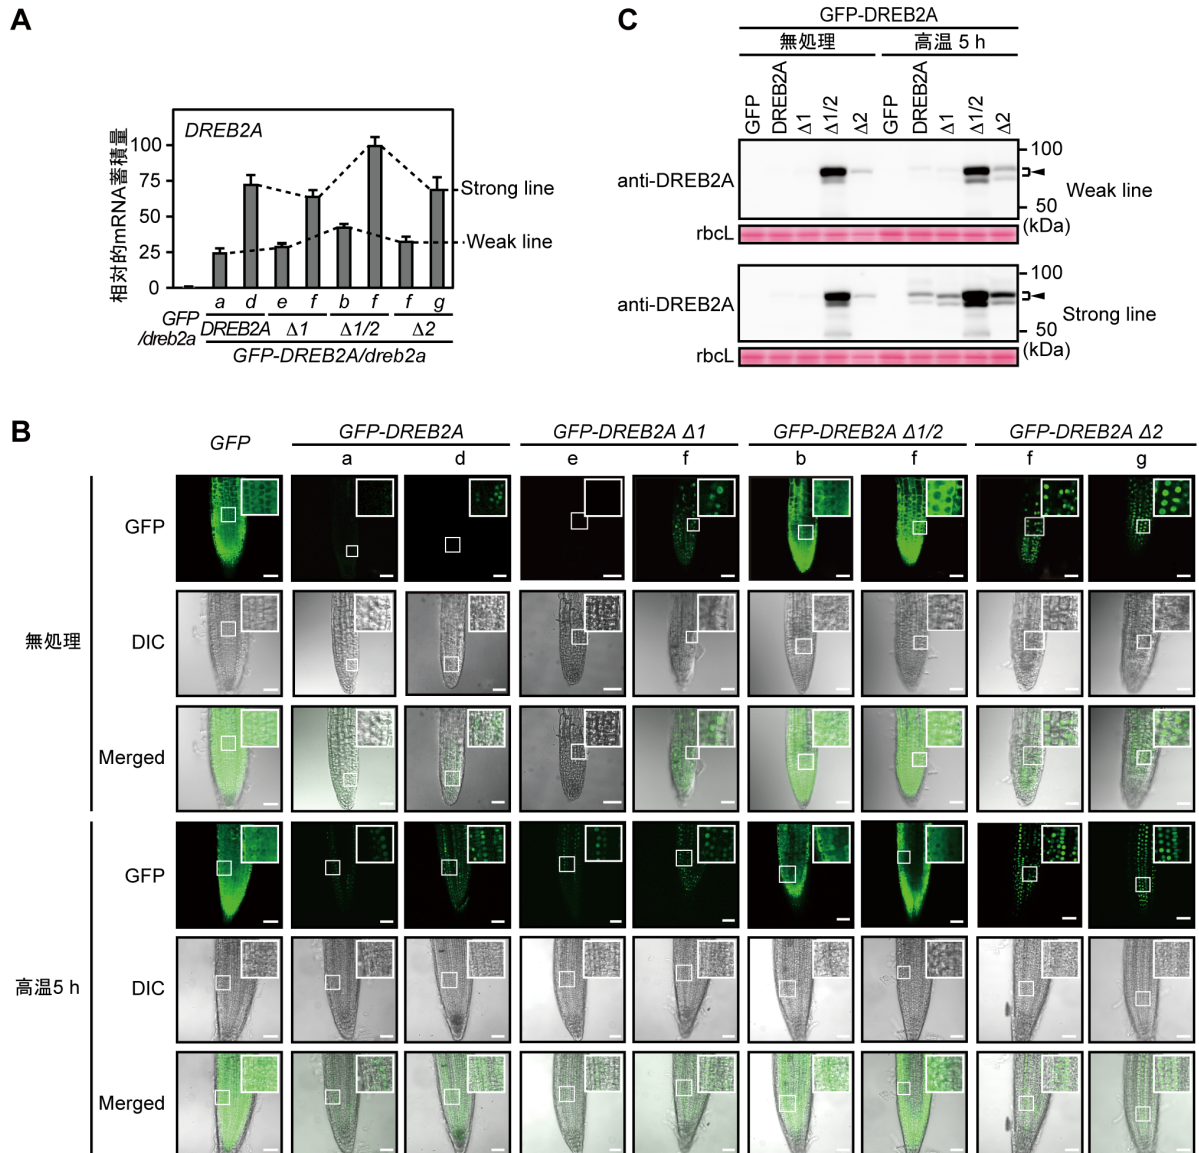 A
相対的mRNA蓄積量
DREB2A
100
75
50
25
0
Strong line
Weak line
a d e f b f f g
GFP
/dreb2a
DREB2A Δ1 Δ1/2 Δ2
GFP-DREB2A/dreb2a
C
GFP-DREB2A
無処理 高温 5 h
GFP DREB2A Δ1 Δ1/2 Δ2 GFP DREB2A Δ1 Δ1/2 Δ2
100
anti-DREB2A
Weak line
50
rbcL
(kDa)
100
anti-DREB2A
Strong line
50
rbcL
(kDa)
B
GFP GFP-DREB2A GFP-DREB2A Δ1 GFP-DREB2A Δ1/2 GFP-DREB2A Δ2
a d e f b f f g
無処理
GFP
DIC
Merged
高温5 h
GFP
DIC
Merged